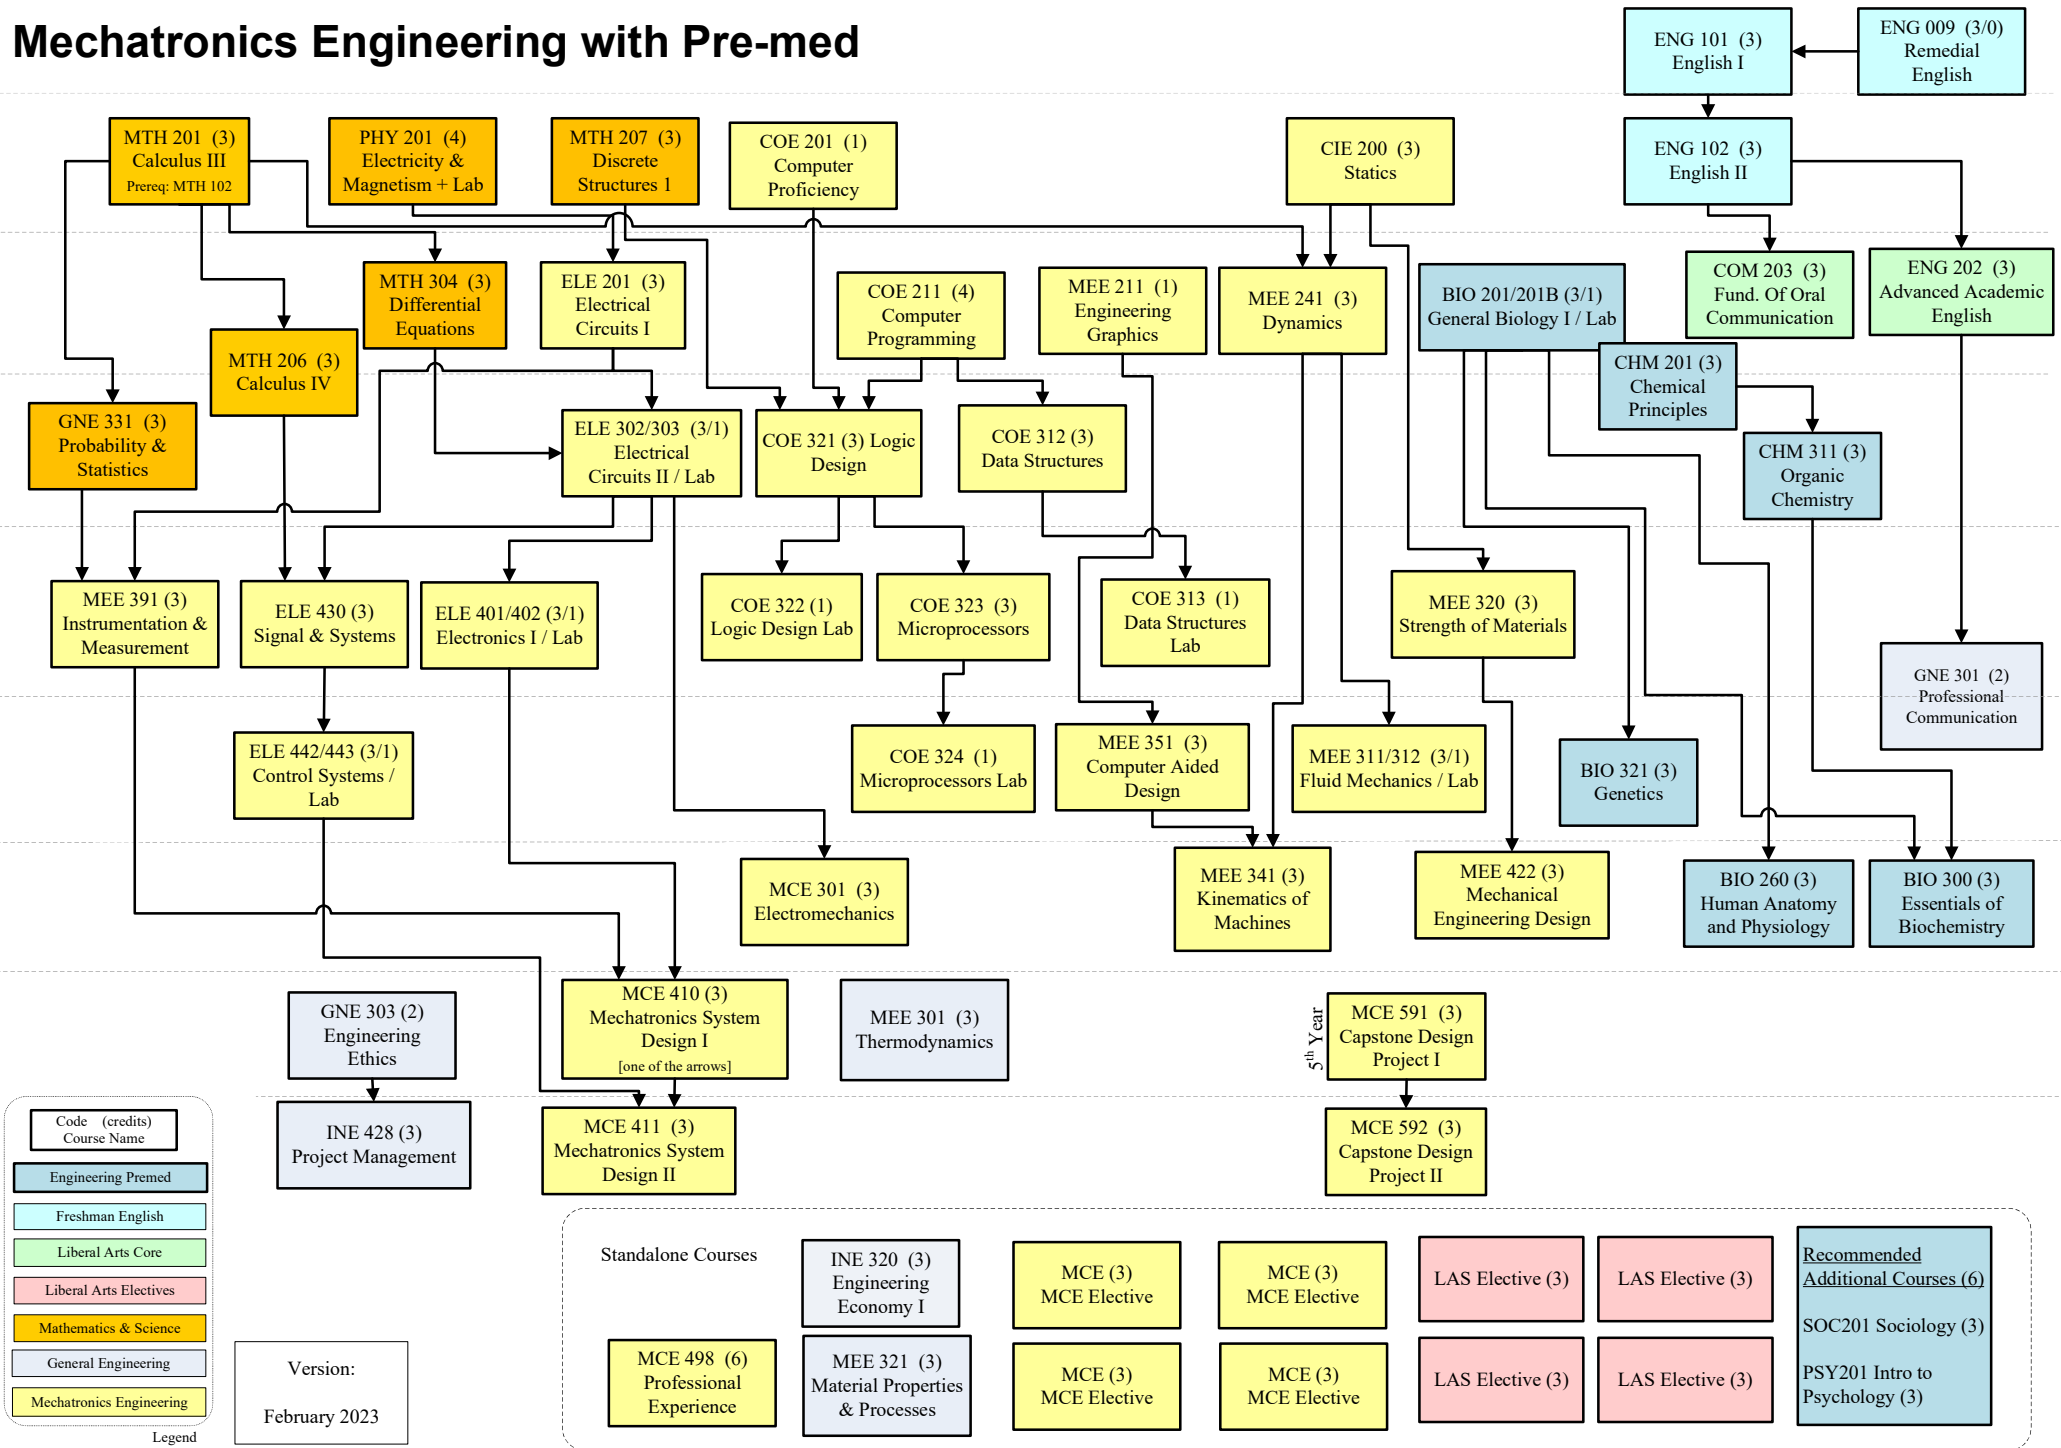 Mechatronics Engineering with Pre-med
ENG 101  (3)
English I
ENG 009  (3/0)
Remedial
English
MTH 201  (3)
Calculus III
Prereq: MTH 102
PHY 201  (4)
Electricity &
Magnetism + Lab
MTH 207  (3)
Discrete
Structures 1
COE 201  (1)
Computer
Proficiency
CIE 200  (3)
Statics
ENG 102  (3)
English II
MTH 304  (3)
Differential
Equations
ELE 201  (3)
Electrical
Circuits I
COE 211  (4)
Computer
Programming
MEE 211  (1)
Engineering
Graphics
MEE 241  (3)
Dynamics
BIO 201/201B (3/1)
General Biology I / Lab
COM 203  (3)
Fund. Of Oral
Communication
ENG 202  (3)
Advanced Academic
English
MTH 206  (3)
Calculus IV
CHM 201 (3)
Chemical
Principles
GNE 331  (3)
Probability &
Statistics
ELE 302/303  (3/1)
Electrical
Circuits II / Lab
COE 321 (3) Logic
Design
COE 312 (3)
Data Structures
CHM 311 (3)
Organic
Chemistry
MEE 391 (3)
Instrumentation &
Measurement
ELE 430 (3)
Signal & Systems
ELE 401/402 (3/1)
Electronics I / Lab
COE 322 (1)
Logic Design Lab
COE 323  (3)
Microprocessors
COE 313  (1)
Data Structures
Lab
MEE 320  (3)
Strength of Materials
GNE 301  (2)
Professional
Communication
ELE 442/443 (3/1)
Control Systems /
Lab
COE 324  (1)
Microprocessors Lab
MEE 351  (3)
Computer Aided
Design
MEE 311/312  (3/1)
Fluid Mechanics / Lab
BIO 321 (3)
Genetics
MCE 301  (3)
Electromechanics
MEE 341 (3)
Kinematics of
Machines
MEE 422 (3)
Mechanical
Engineering Design
BIO 260 (3)
Human Anatomy
and Physiology
BIO 300 (3)
Essentials of
Biochemistry
GNE 303 (2)
Engineering
Ethics
MCE 410 (3)
Mechatronics System
Design I
[one of the arrows]
MEE 301  (3)
Thermodynamics
5th Year
MCE 591  (3)
Capstone Design
Project I
INE 428 (3)
Project Management
MCE 411  (3)
Mechatronics System
Design II
MCE 592  (3)
Capstone Design
Project II
Code    (credits)
Course Name
Engineering Premed
Freshman English
Liberal Arts Core
Liberal Arts Electives
Mathematics & Science
General Engineering
Mechatronics Engineering
Legend
Version:
February 2023
Standalone Courses
INE 320  (3)
Engineering
Economy I
MCE (3)
MCE Elective
MCE (3)
MCE Elective
LAS Elective (3)
LAS Elective (3)
MCE 498  (6)
Professional
Experience
MEE 321  (3)
Material Properties
& Processes
MCE (3)
MCE Elective
MCE (3)
MCE Elective
LAS Elective (3)
LAS Elective (3)
Recommended
Additional Courses (6)
SOC201 Sociology (3)
PSY201 Intro to
Psychology (3)